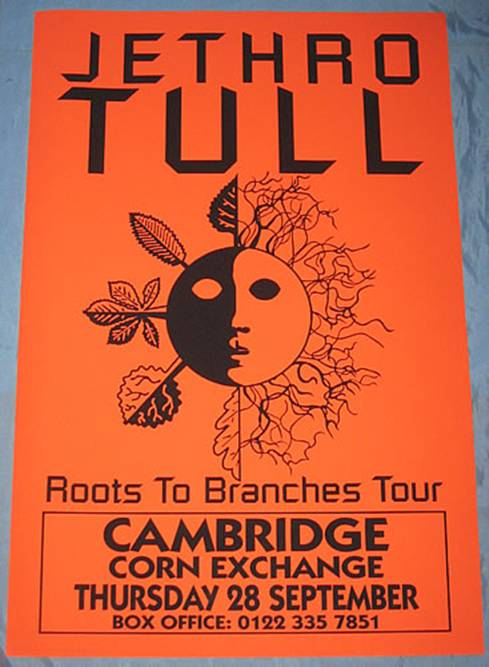 JETHRO
TULL
Roots To Branches Tour
CAMBRIDGE
CORN EXCHANGE
THURSDAY 28 SEPTEMBER
BOX OFFICE: 0122 335 7851